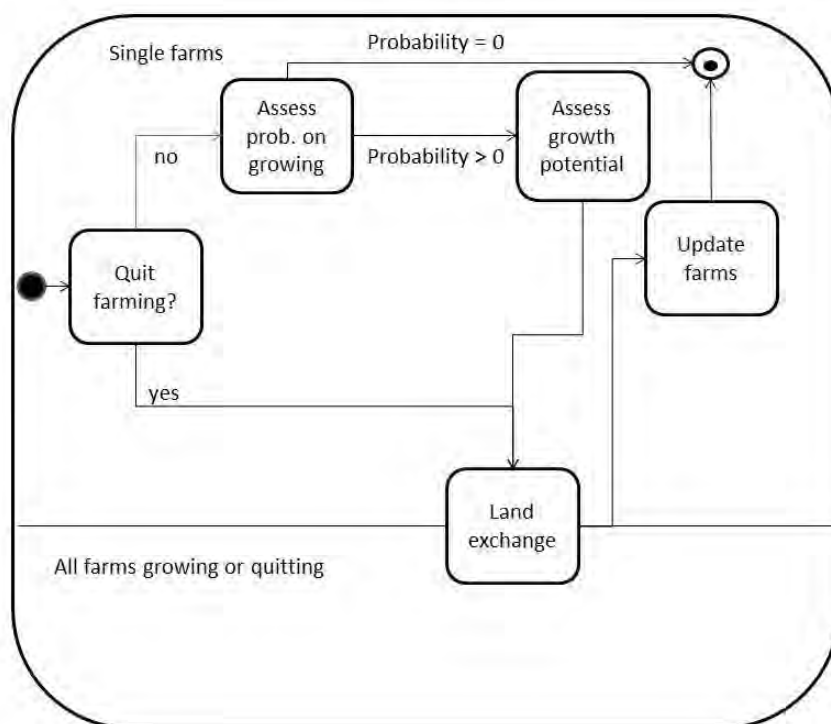 Single farms
Probability = 0
Assess
prob. on
growing
Assess
growth
potential
no
Probability > 0
Quit
farming?
Update
farms
yes
Land
exchange
All farms growing or quitting